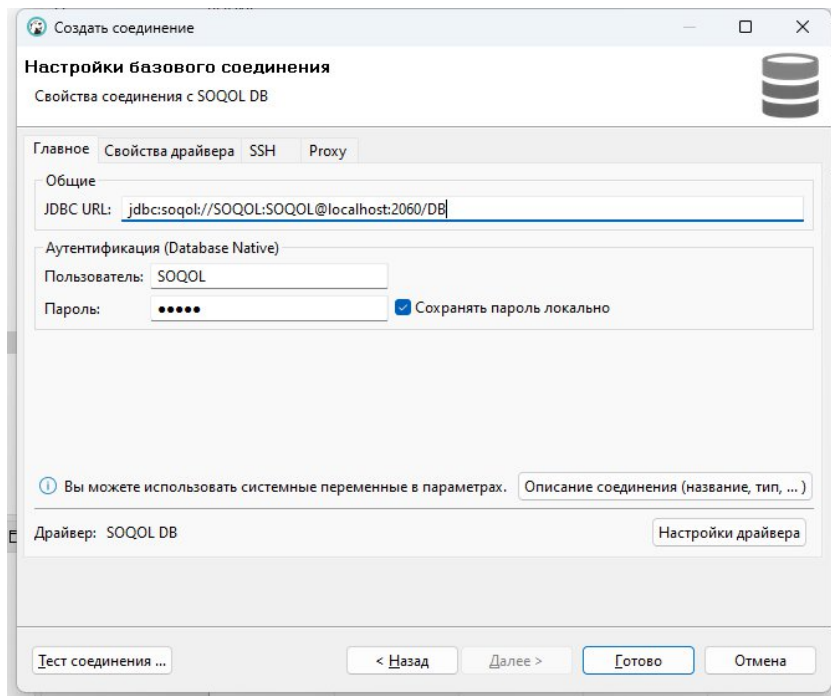 Создать соединение
Настройки базового соединения
Свойства соединения с SOQOL DB
Главное Свойства драйвера SSH Proxy
Общие
JDBC URL: jdbc:soqol://SOQOL:SOQOL@localhost:2060/DB
Аутентификация (Database Native)
Пользователь: SOQOL
Пароль: ••••• Сохранять пароль локально
Вы можете использовать системные переменные в параметрах. Описание соединения (название, тип, ... )
Драйвер: SOQOL DB Настройки драйвера
Тест соединения ... < Назад Далее > Готово Отмена